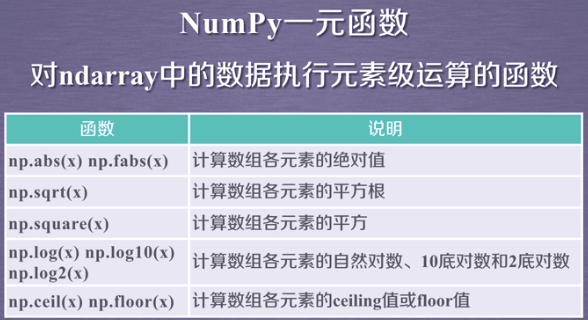 NumPy一元函数
对ndarray中的数据执行元素级运算的函数
函数 说明
np.abs(x) np.fabs(x) 计算数组各元素的绝对值
np.sqrt(x) 计算数组各元素的平方根
np.square(x) 计算数组各元素的平方
np.log(x) np.log10(x)
np.log2(x) 计算数组各元素的自然对数、10底对数和2底对数
np.ceil(x) np.floor(x) 计算数组各元素的ceiling值或floor值